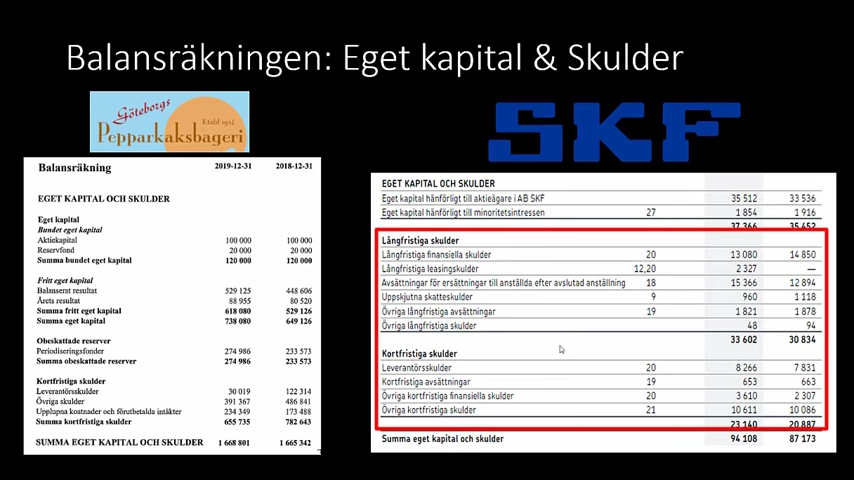 Balansräkningen: Eget kapital & Skulder
Göteborgs
Etabl 1952
Pepparkaksbageri
SKF
Balansräkning 2019-12-31 2018-12-31
EGET KAPITAL OCH SKULDER
Eget kapital
Bundet eget kapital
Aktiekapital 100 000 100 000
Reservfond 20 000 20 000
Summa bundet eget kapital 120 000 120 000
Fritt eget kapital
Balanserat resultat 529 125 448 606
Årets resultat 88 955 80 520
Summa fritt eget kapital 618 080 529 126
Summa eget kapital 738 080 649 126
Obeskattade reserver
Periodiseringsfonder 274 986 233 573
Summa obeskattade reserver 274 986 233 573
Kortfristiga skulder
Leverantörsskulder 30 019 122 314
Övriga skulder 391 367 486 841
Upplupna kostnader och förutbetalda intäkter 234 349 173 488
Summa kortfristiga skulder 655 735 782 643
SUMMA EGET KAPITAL OCH SKULDER 1 668 801 1 665 342
EGET KAPITAL OCH SKULDER
Eget kapital hänförligt till aktieägare i AB SKF 35 512 33 536
Eget kapital hänförligt till minoritetsintressen 27 1 854 1 916
37 366 35 452
Långfristiga skulder
Långfristiga finansiella skulder 20 13 080 14 850
Långfristiga leasingskulder 12,20 2 327 —
Avsättningar för ersättningar till anställda efter avslutad anställning 18 15 366 12 894
Uppskjutna skatteskulder 9 960 1 118
Övriga långfristiga avsättningar 19 1 821 1 878
Övriga långfristiga skulder 48 94
33 602 30 834
Kortfristiga skulder
Leverantörsskulder 20 8 266 7 831
Kortfristiga avsättningar 19 653 663
Övriga kortfristiga finansiella skulder 20 3 610 2 307
Övriga kortfristiga skulder 21 10 611 10 086
23 140 20 887
Summa eget kapital och skulder 94 108 87 173